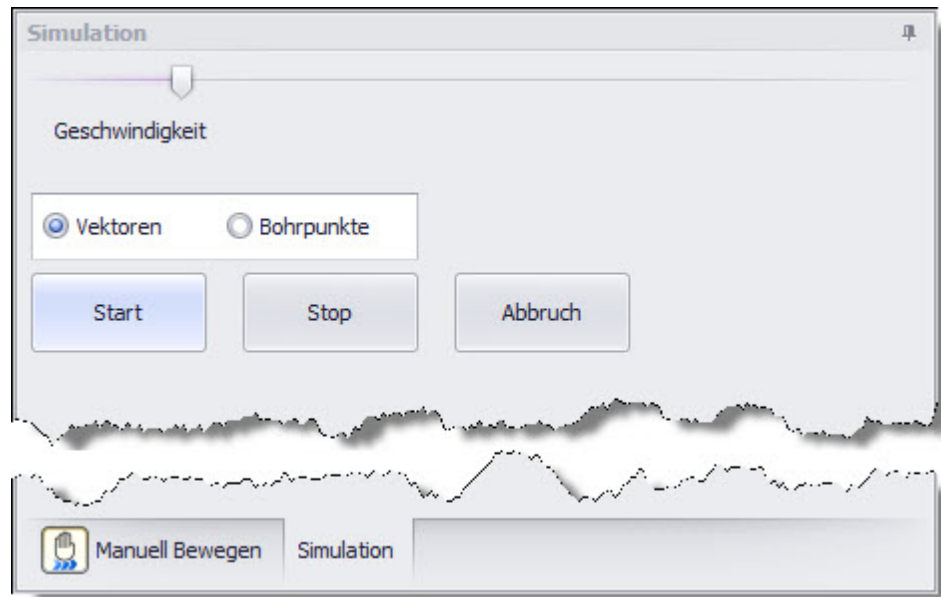 Simulation
Geschwindigkeit
Vektoren Bohrpunkte
Start Stop Abbruch
Manuell Bewegen Simulation